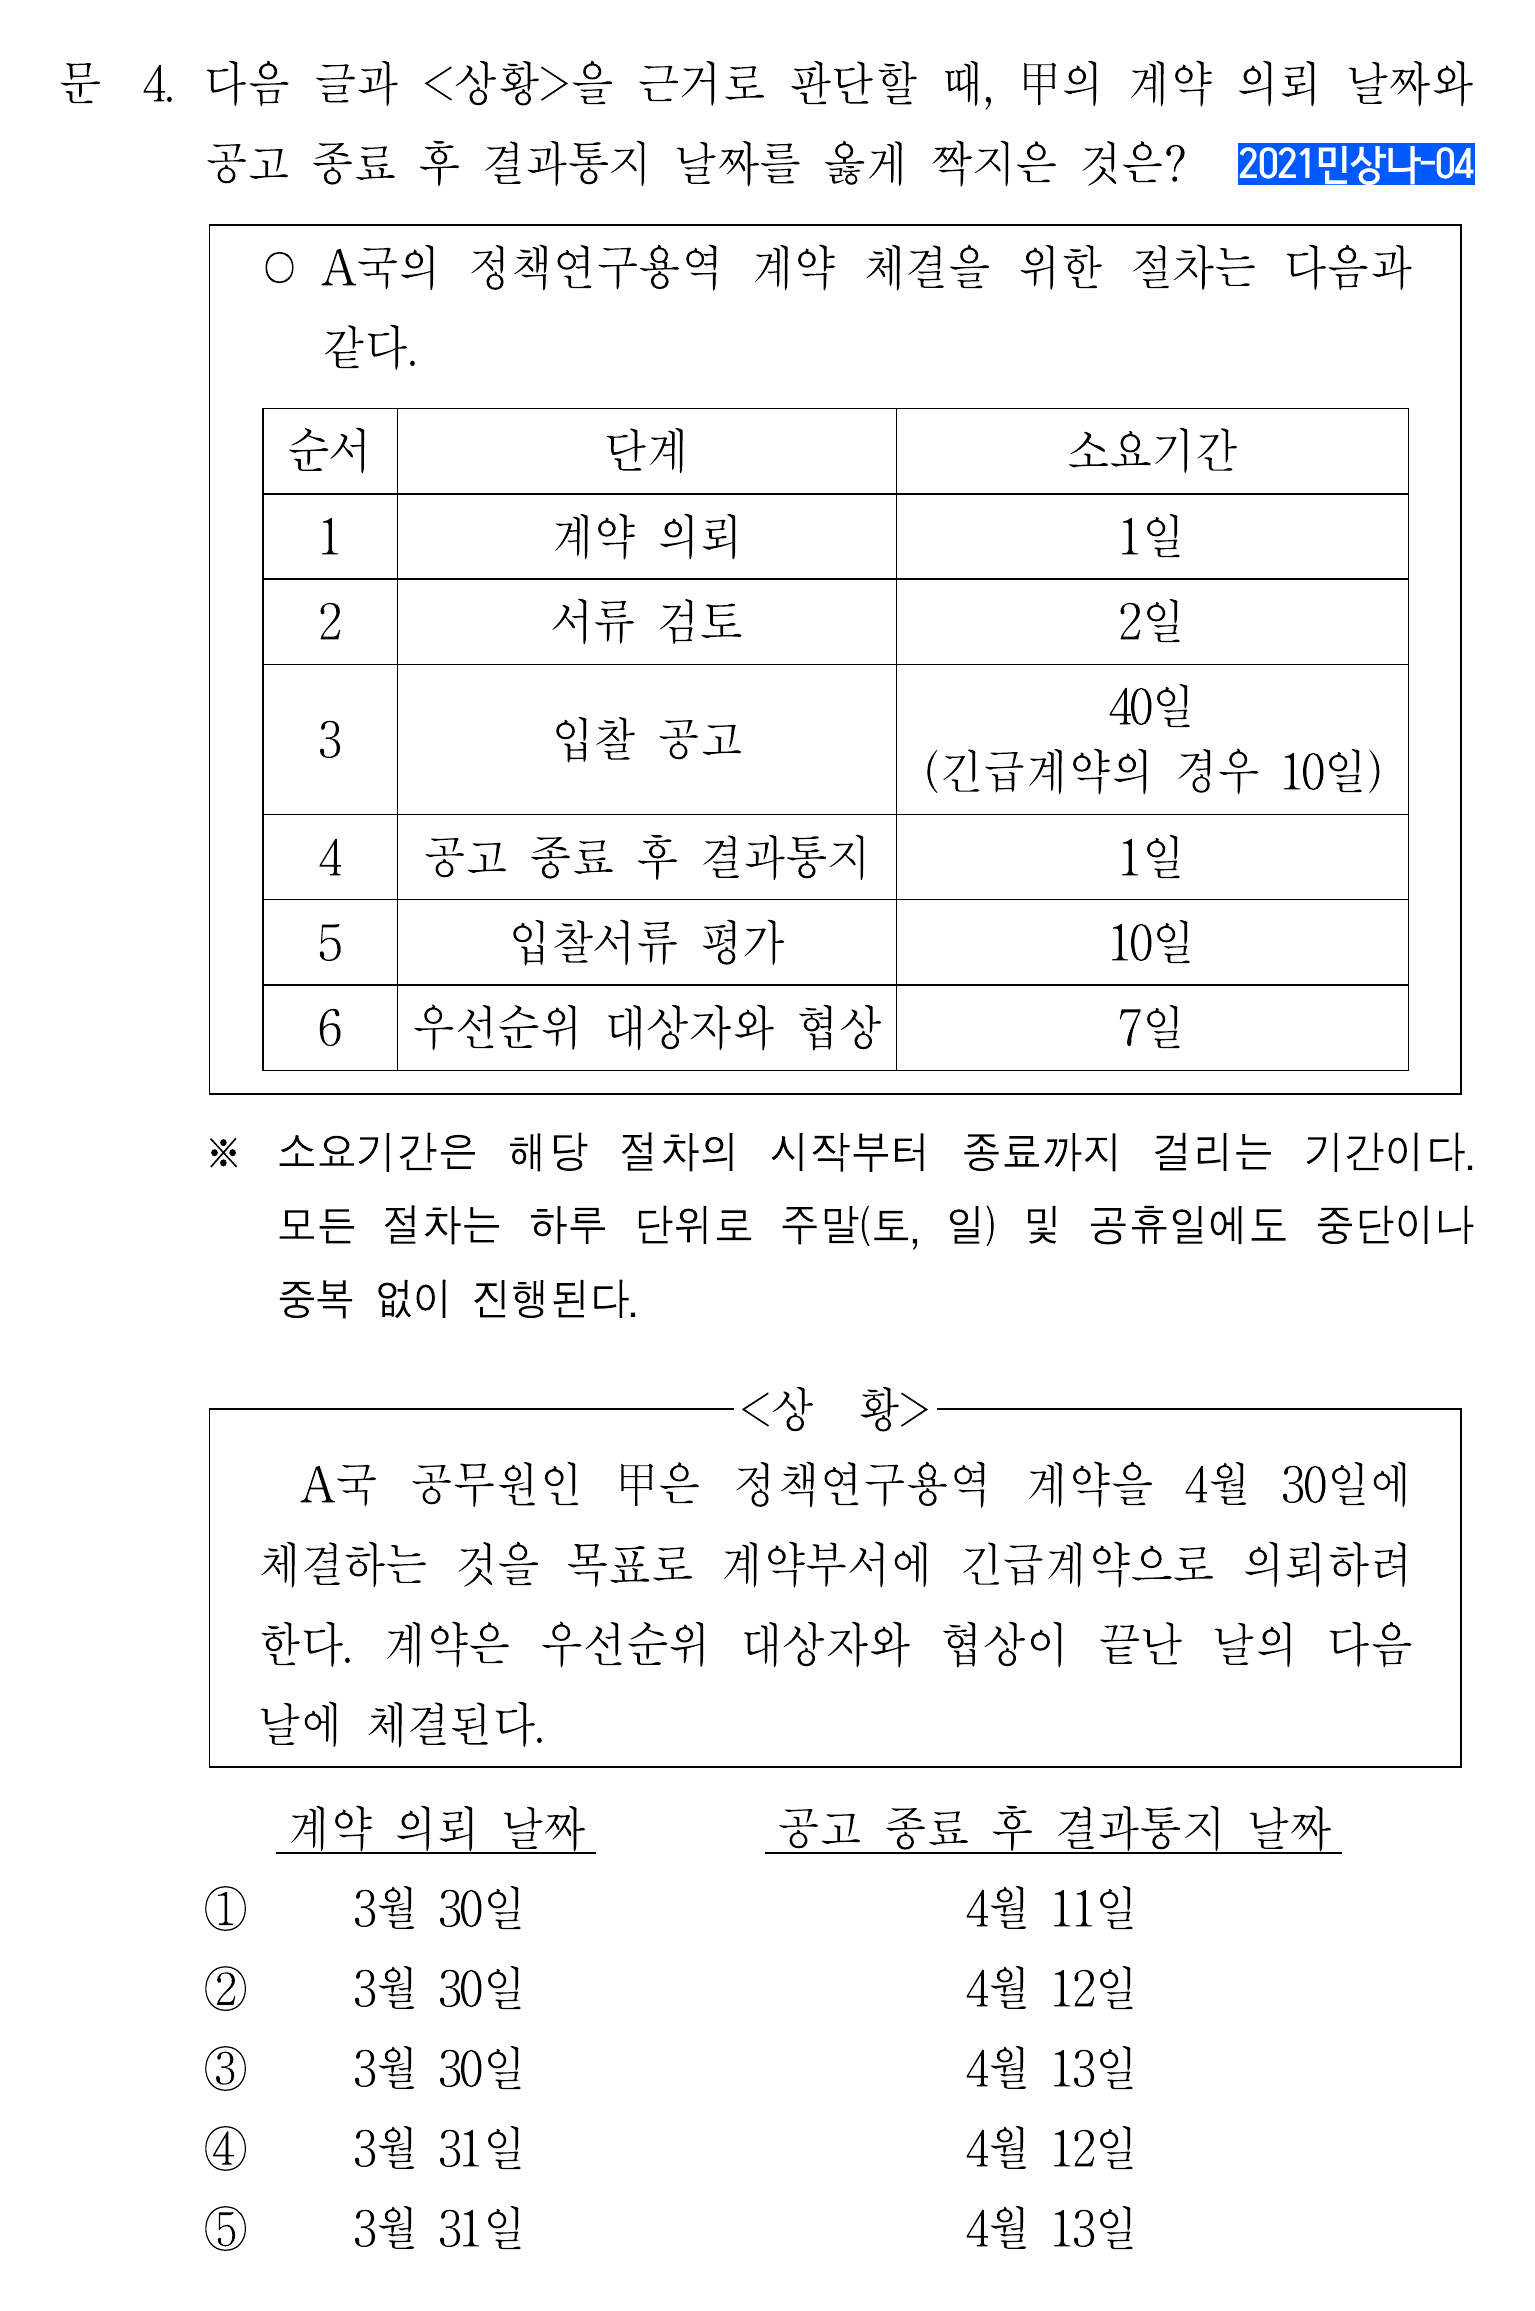 문 4. 다음 글과 <상황>을 근거로 판단할 때, 甲의 계약 의뢰 날짜와
공고 종료 후 결과통지 날짜를 옳게 짝지은 것은? 2021민상나-04
○ A국의 정책연구용역 계약 체결을 위한 절차는 다음과
같다.
순서 단계 소요기간
1 계약 의뢰 1일
2 서류 검토 2일
3 입찰 공고 40일
(긴급계약의 경우 10일)
4 공고 종료 후 결과통지 1일
5 입찰서류 평가 10일
6 우선순위 대상자와 협상 7일
※ 소요기간은 해당 절차의 시작부터 종료까지 걸리는 기간이다.
모든 절차는 하루 단위로 주말(토, 일) 및 공휴일에도 중단이나
중복 없이 진행된다.
<상 황>
A국 공무원인 甲은 정책연구용역 계약을 4월 30일에
체결하는 것을 목표로 계약부서에 긴급계약으로 의뢰하려
한다. 계약은 우선순위 대상자와 협상이 끝난 날의 다음
날에 체결된다.
계약 의뢰 날짜 공고 종료 후 결과통지 날짜
① 3월 30일 4월 11일
② 3월 30일 4월 12일
③ 3월 30일 4월 13일
④ 3월 31일 4월 12일
⑤ 3월 31일 4월 13일